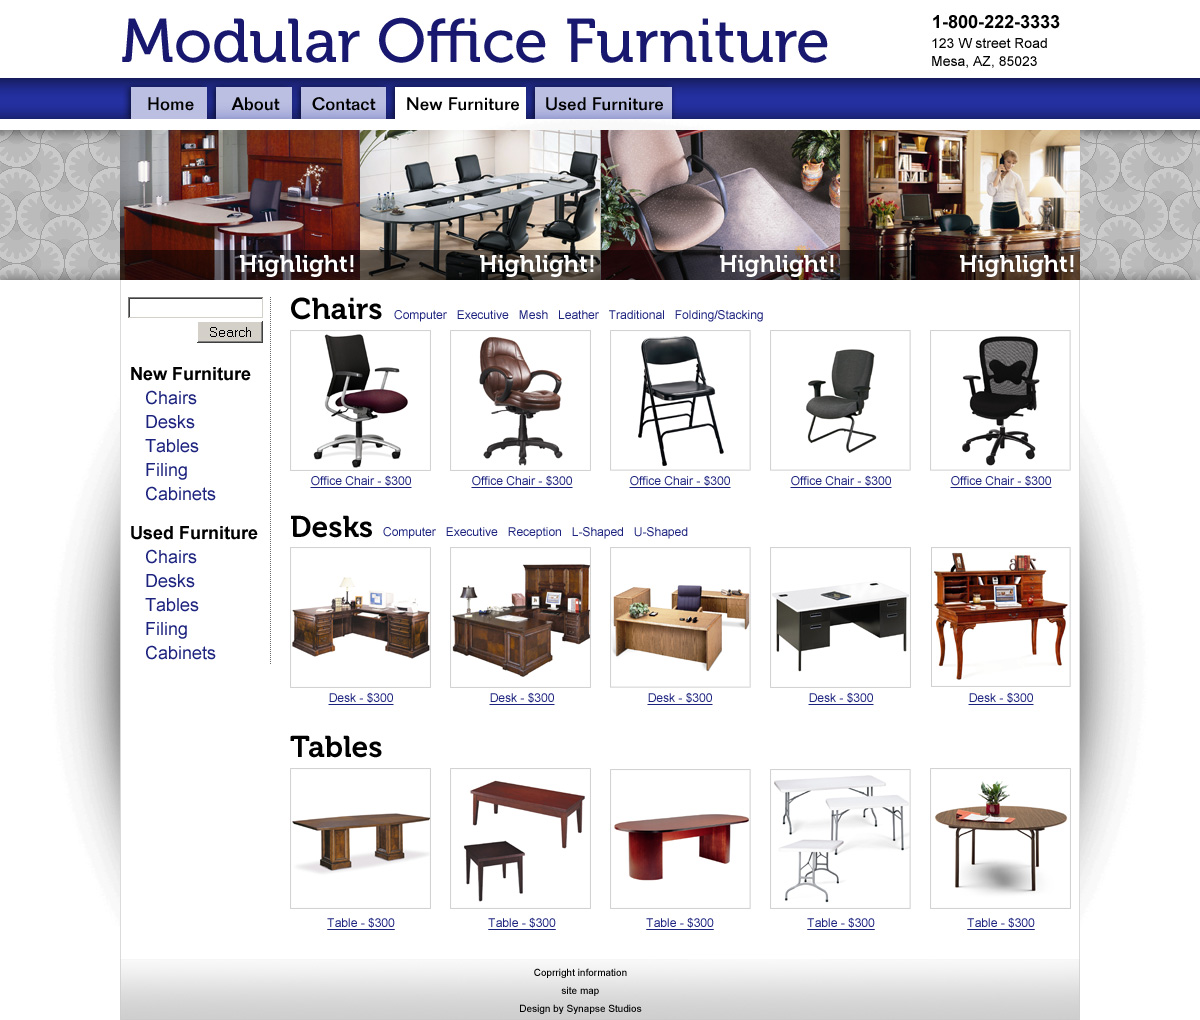 Modular Office Furniture
1-800-222-3333
123 W street Road
Mesa, AZ, 85023
Home About Contact New Furniture Used Furniture
Highlight! Highlight! Highlight! Highlight!
Search
New Furniture
Chairs
Desks
Tables
Filing
Cabinets
Used Furniture
Chairs
Desks
Tables
Filing
Cabinets
Chairs Computer Executive Mesh Leather Traditional Folding/Stacking
Office Chair - $300 Office Chair - $300 Office Chair - $300 Office Chair - $300 Office Chair - $300
Desks Computer Executive Reception L-Shaped U-Shaped
Desk - $300 Desk - $300 Desk - $300 Desk - $300 Desk - $300
Tables
Table - $300 Table - $300 Table - $300 Table - $300 Table - $300
Coprright information
site map
Design by Synapse Studios